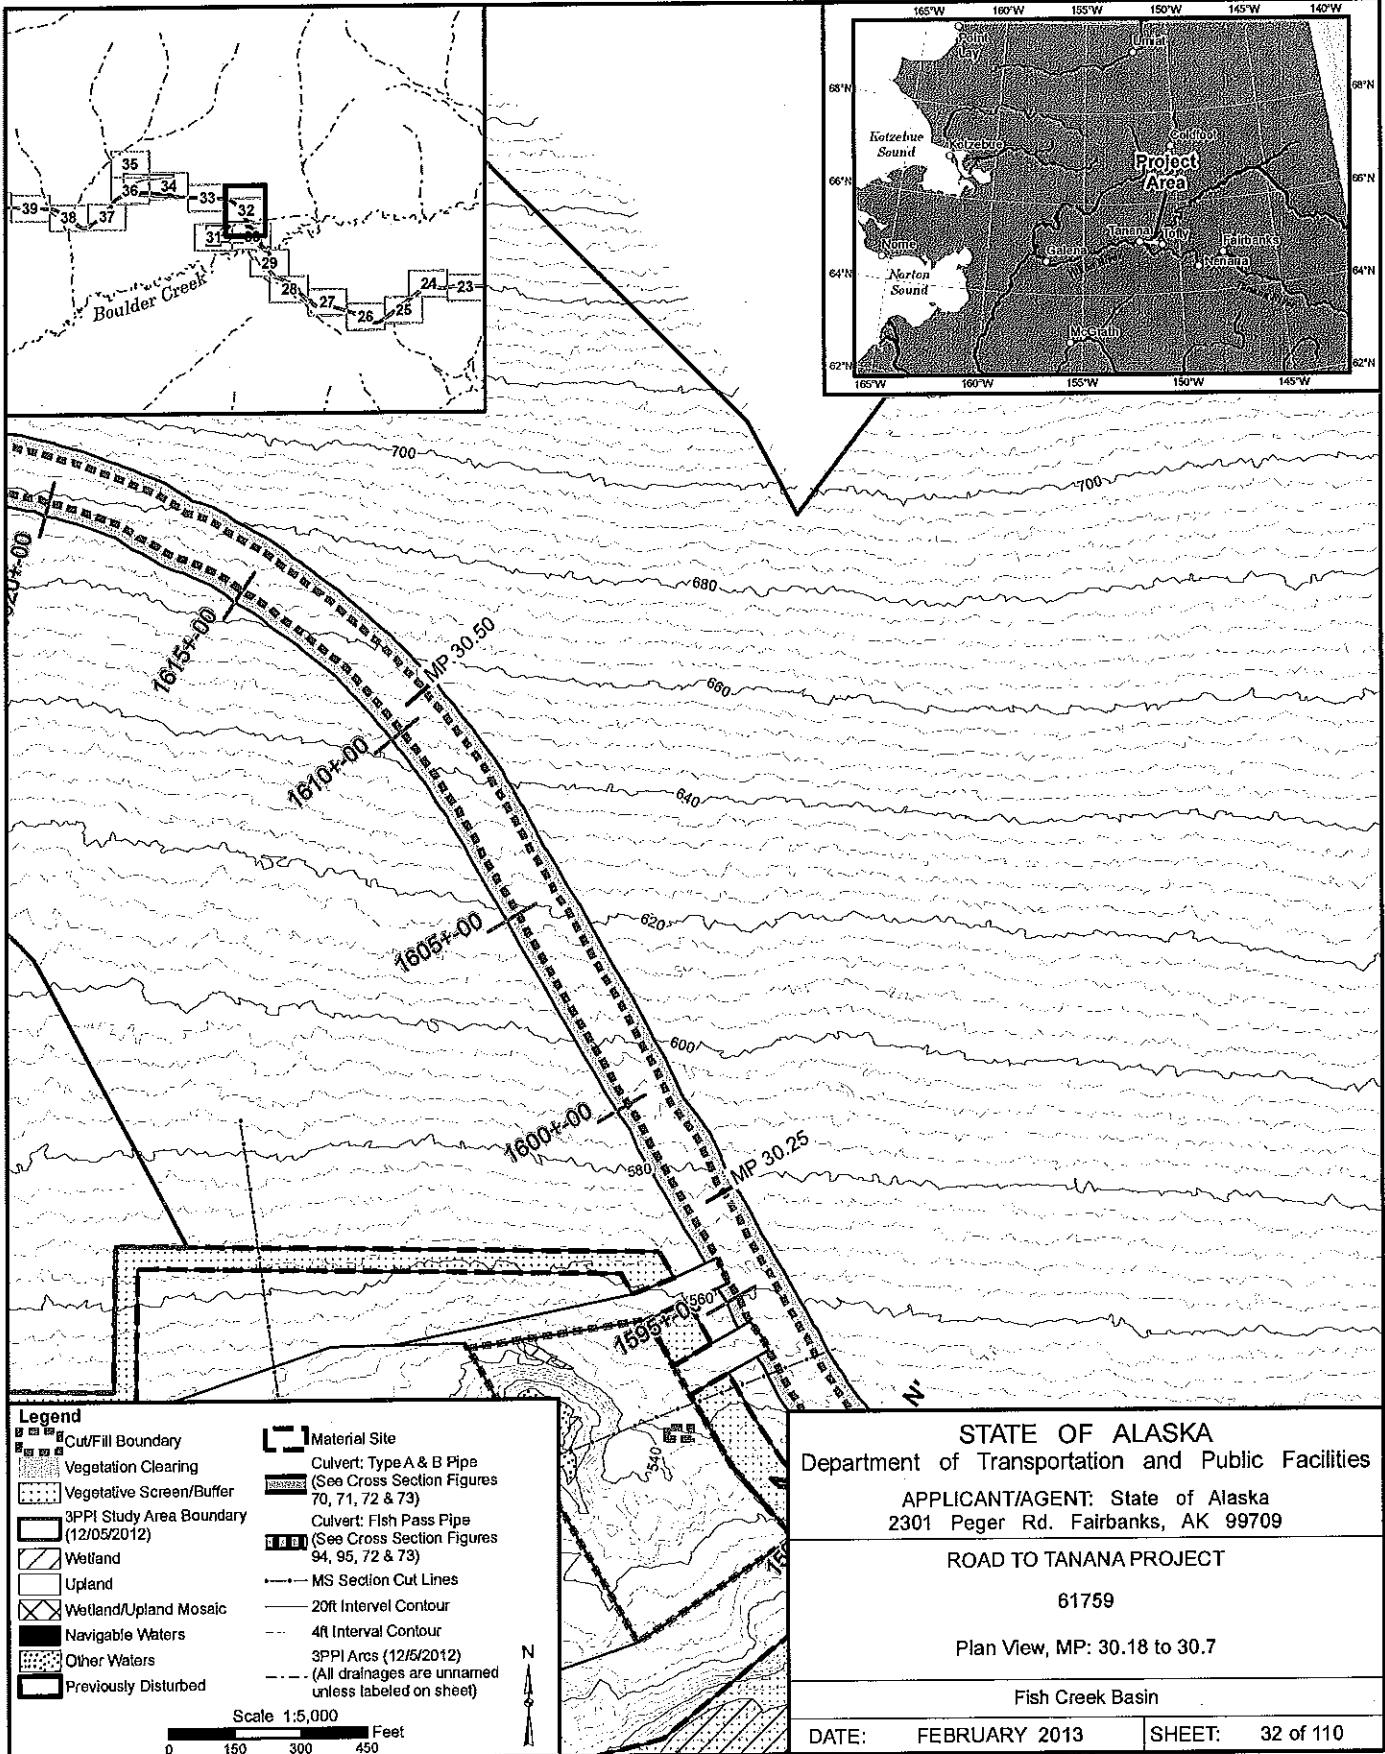 35
36
34
33
32
39
38
37
31
29
28
27
26
25
24
23
Boulder Creek
165°W
160°W
155°W
150°W
145°W
140°W
Point
Lay
Umiat
68°N
68°N
Kotzebue
Sound
Kotzebue
Coldfoot
Project
Area
66°N
66°N
Nome
Norton
Sound
Galena
Tanana
Tofty
Fairbanks
Nenana
64°N
64°N
McGrath
62°N
62°N
165°W
160°W
155°W
150°W
145°W
700
700
680
660
640
620
600
580
560
540
1615+00
1610+00
1605+00
1600+00
MP 30.50
MP 30.25
N
Legend
Cut/Fill Boundary
Vegetation Clearing
Vegetative Screen/Buffer
3PPI Study Area Boundary
(12/05/2012)
Wetland
Upland
Wetland/Upland Mosaic
Navigable Waters
Other Waters
Previously Disturbed
Material Site
Culvert: Type A & B Pipe
(See Cross Section Figures
70, 71, 72 & 73)
Culvert: Fish Pass Pipe
(See Cross Section Figures
94, 95, 72 & 73)
MS Section Cut Lines
20ft Intervel Contour
4ft Interval Contour
3PPI Arcs (12/5/2012)
(All drainages are unnamed
unless labeled on sheet)
N
Scale 1:5,000
Feet
0 150 300 450
STATE OF ALASKA
Department of Transportation and Public Facilities
APPLICANT/AGENT: State of Alaska
2301 Peger Rd. Fairbanks, AK 99709
ROAD TO TANANA PROJECT
61759
Plan View, MP: 30.18 to 30.7
Fish Creek Basin
DATE: FEBRUARY 2013
SHEET: 32 of 110